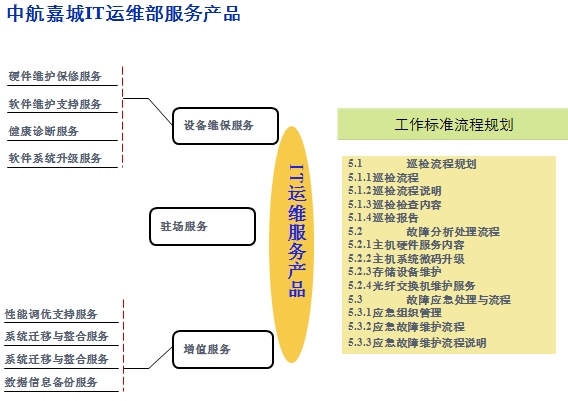 中航嘉城IT运维部服务产品
硬件维护保修服务
软件维护支持服务
健康诊断服务
软件系统升级服务
设备维保服务
驻场服务
性能调优支持服务
系统迁移与整合服务
系统迁移与整合服务
数据信息备份服务
增值服务
IT运维服务产品
工作标准流程规划
5.1 巡检流程规划
5.1.1巡检流程
5.1.2巡检流程说明
5.1.3巡检检查内容
5.1.4巡检报告
5.2 故障分析处理流程
5.2.1主机硬件服务内容
5.2.2主机系统微码升级
5.2.3存储设备维护
5.2.4光纤交换机维护服务
5.3 故障应急处理与流程
5.3.1应急组织管理
5.3.2应急故障维护流程
5.3.3应急故障维护流程说明